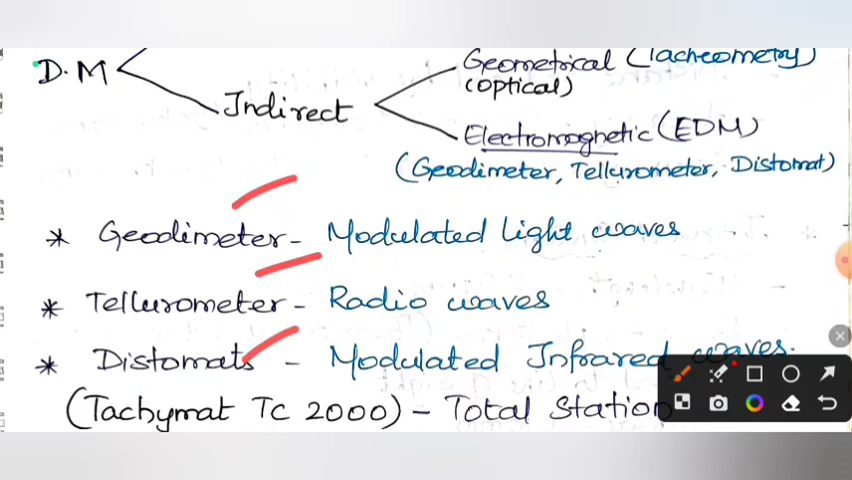 Geometrical (Tacheometry)
D.M
(optical)
Indirect
Electromagnetic (EDM)
(Geodimeter, Tellurometer, Distomat)
* Geodimeter - Modulated light waves
* Tellurometer - Radio waves
* Distomats - Modulated Infrared waves.
(Tachymat TC 2000) - Total Station